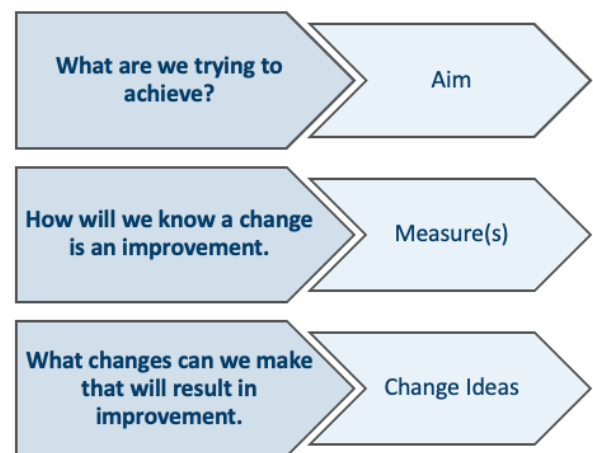 What are we trying to
achieve?
Aim
How will we know a change
is an improvement.
Measure(s)
What changes can we make
that will result in
improvement.
Change Ideas